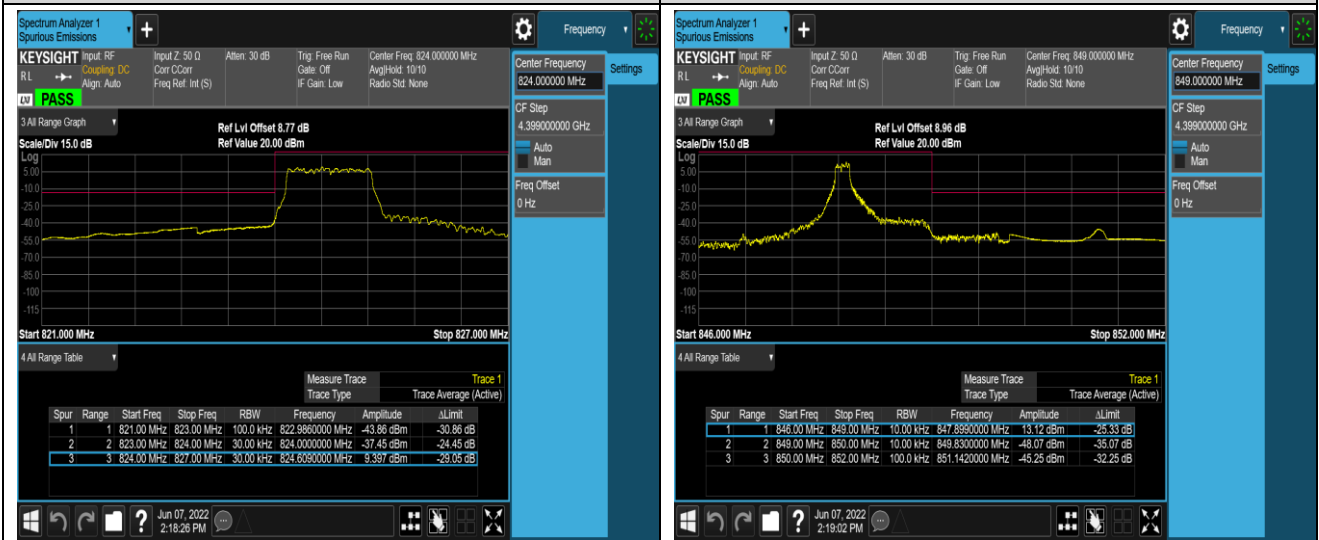 Spectrum Analyzer 1
Spurious Emissions
+
Frequency
KEYSIGHT
Input: RF
Coupling: DC
Align: Auto
Input Z: 50 Ω
Corr CCorr
Freq Ref: Int (S)
Atten: 30 dB
Trig: Free Run
Gate: Off
IF Gain: Low
Center Freq: 824.000000 MHz
Avg|Hold: 10/10
Radio Std: None
R L
LXI
PASS
Center Frequency
824.000000 MHz
Settings
CF Step
4.399000000 GHz
Auto
Man
Freq Offset
0 Hz
3 All Range Graph
Ref Lvl Offset 8.77 dB
Scale/Div 15.0 dB
Ref Value 20.00 dBm
Log
5.00
-10.0
-25.0
-40.0
-55.0
-70.0
-85.0
-100
-115
Start 821.000 MHz
Stop 827.000 MHz
4 All Range Table
Measure Trace Trace 1
Trace Type Trace Average (Active)
Spur Range Start Freq Stop Freq RBW Frequency Amplitude ΔLimit
1 1 821.00 MHz 823.00 MHz 100.0 kHz 822.9860000 MHz -43.86 dBm -30.86 dB
2 2 823.00 MHz 824.00 MHz 30.00 kHz 824.0000000 MHz -37.45 dBm -24.45 dB
3 3 824.00 MHz 827.00 MHz 30.00 kHz 824.6090000 MHz 9.397 dBm -29.05 dB
?
Jun 07, 2022
2:18:26 PM
Spectrum Analyzer 1
Spurious Emissions
+
Frequency
KEYSIGHT
Input: RF
Coupling: DC
Align: Auto
Input Z: 50 Ω
Corr CCorr
Freq Ref: Int (S)
Atten: 30 dB
Trig: Free Run
Gate: Off
IF Gain: Low
Center Freq: 849.000000 MHz
Avg|Hold: 10/10
Radio Std: None
R L
LXI
PASS
Center Frequency
849.000000 MHz
Settings
CF Step
4.399000000 GHz
Auto
Man
Freq Offset
0 Hz
3 All Range Graph
Ref Lvl Offset 8.96 dB
Scale/Div 15.0 dB
Ref Value 20.00 dBm
Log
5.00
-10.0
-25.0
-40.0
-55.0
-70.0
-85.0
-100
-115
Start 846.000 MHz
Stop 852.000 MHz
4 All Range Table
Measure Trace Trace 1
Trace Type Trace Average (Active)
Spur Range Start Freq Stop Freq RBW Frequency Amplitude ΔLimit
1 1 846.00 MHz 849.00 MHz 10.00 kHz 847.8990000 MHz 13.12 dBm -25.33 dB
2 2 849.00 MHz 850.00 MHz 10.00 kHz 849.8300000 MHz -48.07 dBm -35.07 dB
3 3 850.00 MHz 852.00 MHz 100.0 kHz 851.1420000 MHz -45.25 dBm -32.25 dB
?
Jun 07, 2022
2:19:02 PM